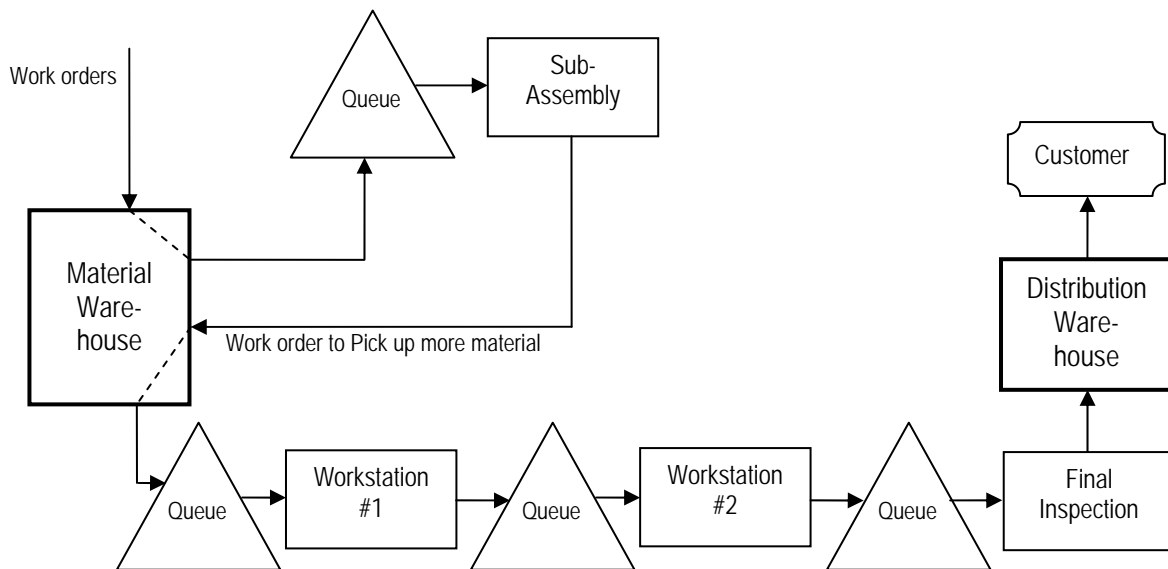 Work orders
Queue
Sub-
Assembly
Customer
Material
Ware-
house
Distribution
Ware-
house
Work order to Pick up more material
Queue
Workstation
#1
Queue
Workstation
#2
Queue
Final
Inspection